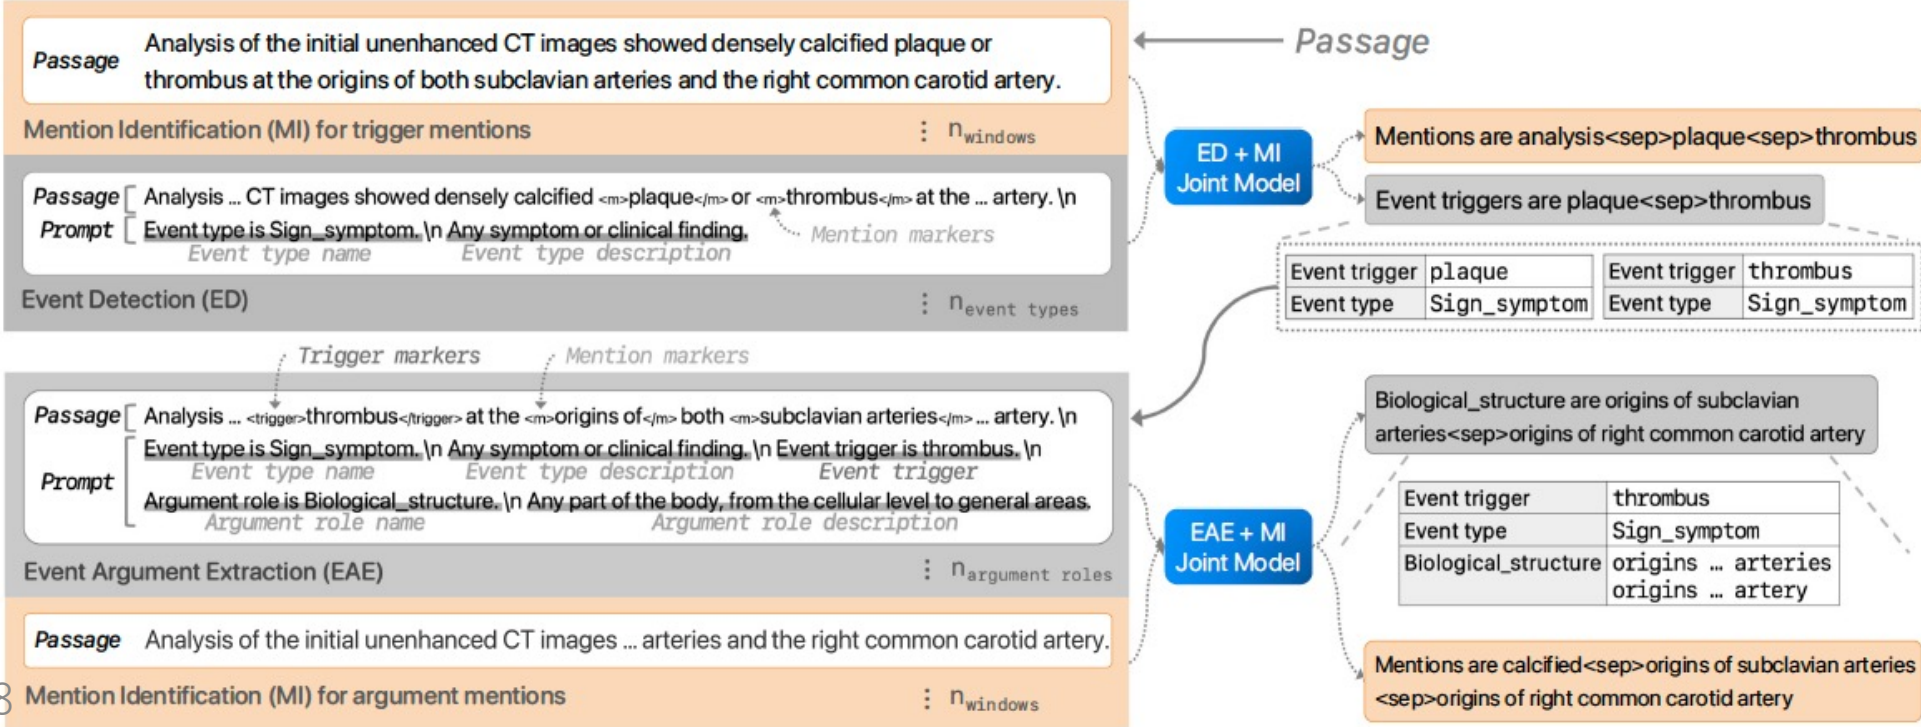 Passage
Analysis of the initial unenhanced CT images showed densely calcified plaque or
thrombus at the origins of both subclavian arteries and the right common carotid artery.
Mention Identification (MI) for trigger mentions
⋮ n windows
Passage
Analysis ... CT images showed densely calcified <m>plaque</m> or <m>thrombus</m> at the ... artery. \n
Prompt
Event type is Sign_symptom. \n Any symptom or clinical finding.
Mention markers
Event type name
Event type description
Event Detection (ED)
⋮ n event types
Passage
ED + MI
Joint Model
Mentions are analysis<sep>plaque<sep>thrombus
Event triggers are plaque<sep>thrombus
Event trigger plaque
Event type Sign_symptom
Event trigger thrombus
Event type Sign_symptom
Trigger markers
Mention markers
Passage
Analysis ... <trigger>thrombus</trigger> at the <m>origins of</m> both <m>subclavian arteries</m> ... artery. \n
Prompt
Event type is Sign_symptom. \n Any symptom or clinical finding. \n Event trigger is thrombus. \n
Event type name
Event type description
Event trigger
Argument role is Biological_structure. \n Any part of the body, from the cellular level to general areas.
Argument role name
Argument role description
Event Argument Extraction (EAE)
⋮ n argument roles
Passage
Analysis of the initial unenhanced CT images ... arteries and the right common carotid artery.
8 Mention Identification (MI) for argument mentions
⋮ n windows
EAE + MI
Joint Model
Biological_structure are origins of subclavian
arteries<sep>origins of right common carotid artery
Event trigger thrombus
Event type Sign_symptom
Biological_structure origins ... arteries
origins ... artery
Mentions are calcified<sep>origins of subclavian arteries
<sep>origins of right common carotid artery